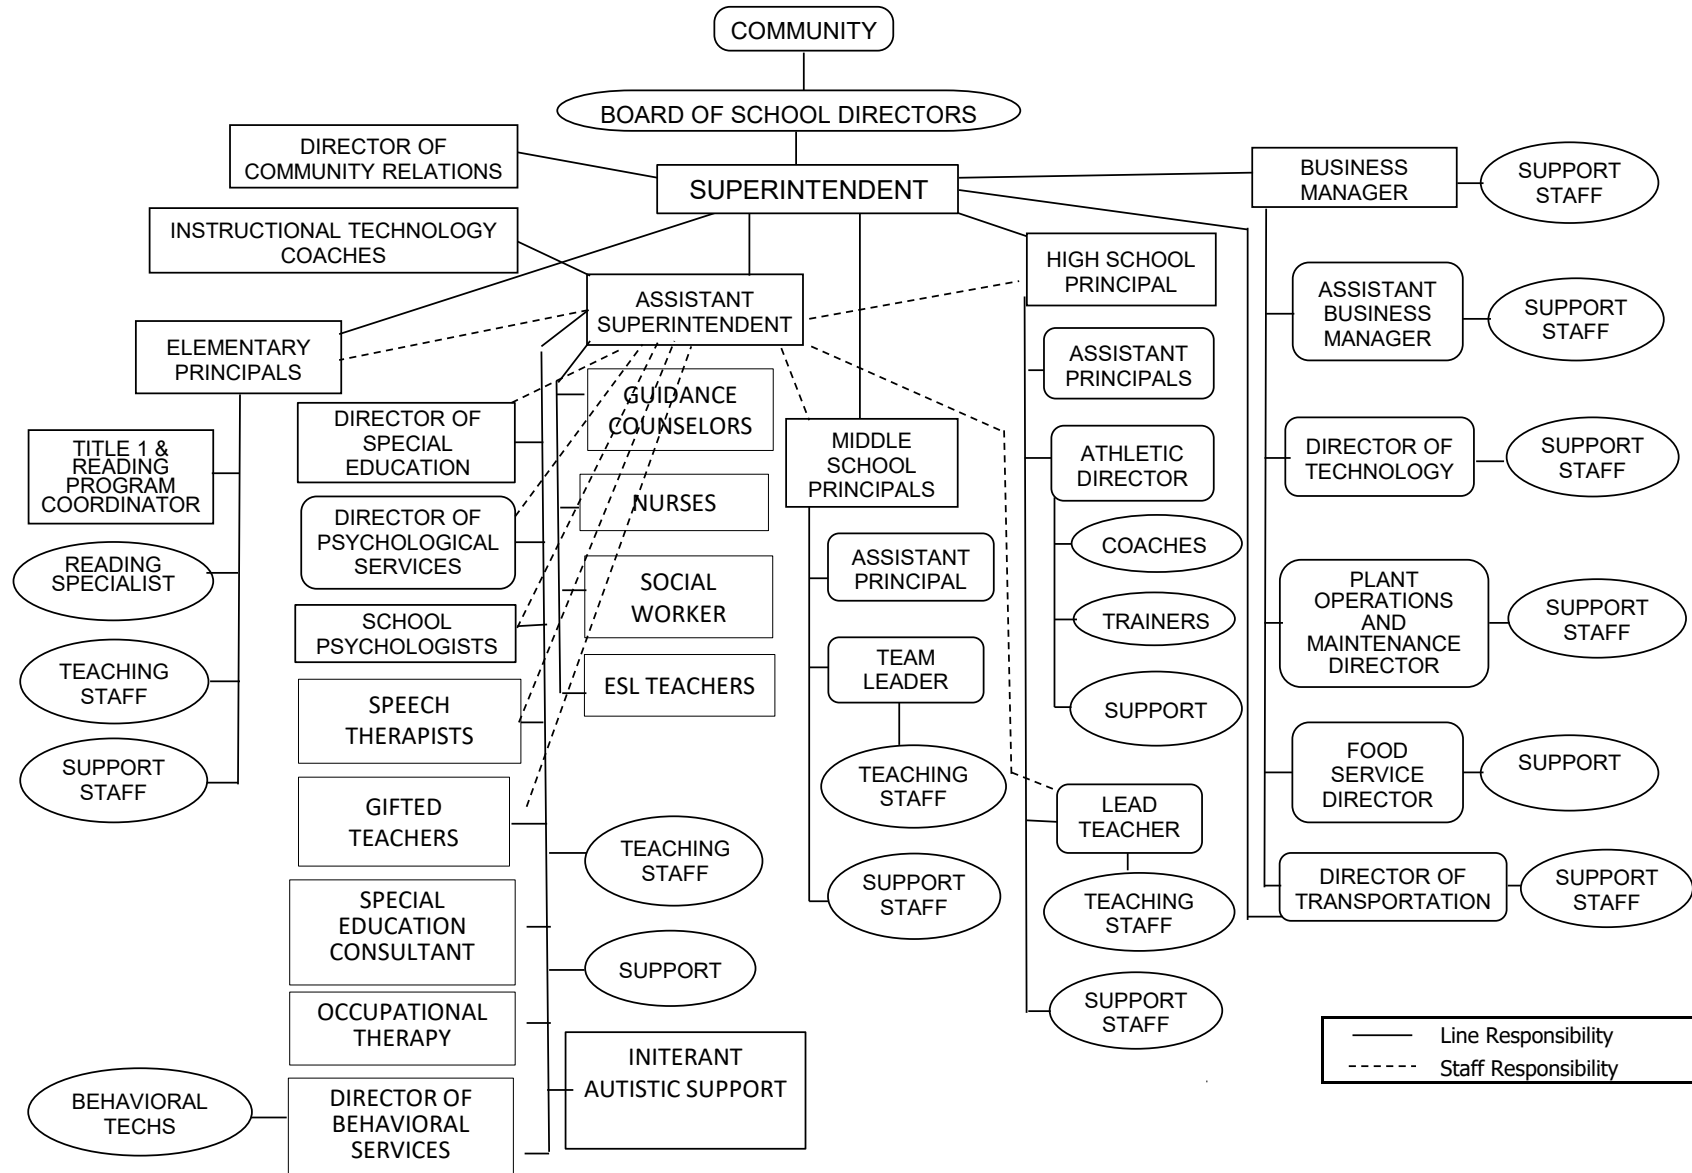 COMMUNITY
BOARD OF SCHOOL DIRECTORS
DIRECTOR OF
COMMUNITY RELATIONS
SUPERINTENDENT
BUSINESS
MANAGER
SUPPORT
STAFF
INSTRUCTIONAL TECHNOLOGY
COACHES
HIGH SCHOOL
PRINCIPAL
ASSISTANT
SUPERINTENDENT
ASSISTANT
BUSINESS
MANAGER
SUPPORT
STAFF
ELEMENTARY
PRINCIPALS
ASSISTANT
PRINCIPALS
GUIDANCE
COUNSELORS
DIRECTOR OF
SPECIAL
EDUCATION
MIDDLE
SCHOOL
PRINCIPALS
ATHLETIC
DIRECTOR
DIRECTOR OF
TECHNOLOGY
SUPPORT
STAFF
TITLE 1 &
READING
PROGRAM
COORDINATOR
NURSES
DIRECTOR OF
PSYCHOLOGICAL
SERVICES
COACHES
READING
SPECIALIST
ASSISTANT
PRINCIPAL
SOCIAL
WORKER
PLANT
OPERATIONS
AND
MAINTENANCE
DIRECTOR
SUPPORT
STAFF
SCHOOL
PSYCHOLOGISTS
TRAINERS
TEACHING
STAFF
TEAM
LEADER
ESL TEACHERS
SPEECH
THERAPISTS
SUPPORT
SUPPORT
STAFF
TEACHING
STAFF
FOOD
SERVICE
DIRECTOR
SUPPORT
GIFTED
TEACHERS
LEAD
TEACHER
TEACHING
STAFF
SUPPORT
STAFF
DIRECTOR OF
TRANSPORTATION
SUPPORT
STAFF
SPECIAL
EDUCATION
CONSULTANT
TEACHING
STAFF
SUPPORT
OCCUPATIONAL
THERAPY
SUPPORT
STAFF
INITERANT
AUTISTIC SUPPORT
Line Responsibility
Staff Responsibility
BEHAVIORAL
TECHS
DIRECTOR OF
BEHAVIORAL
SERVICES